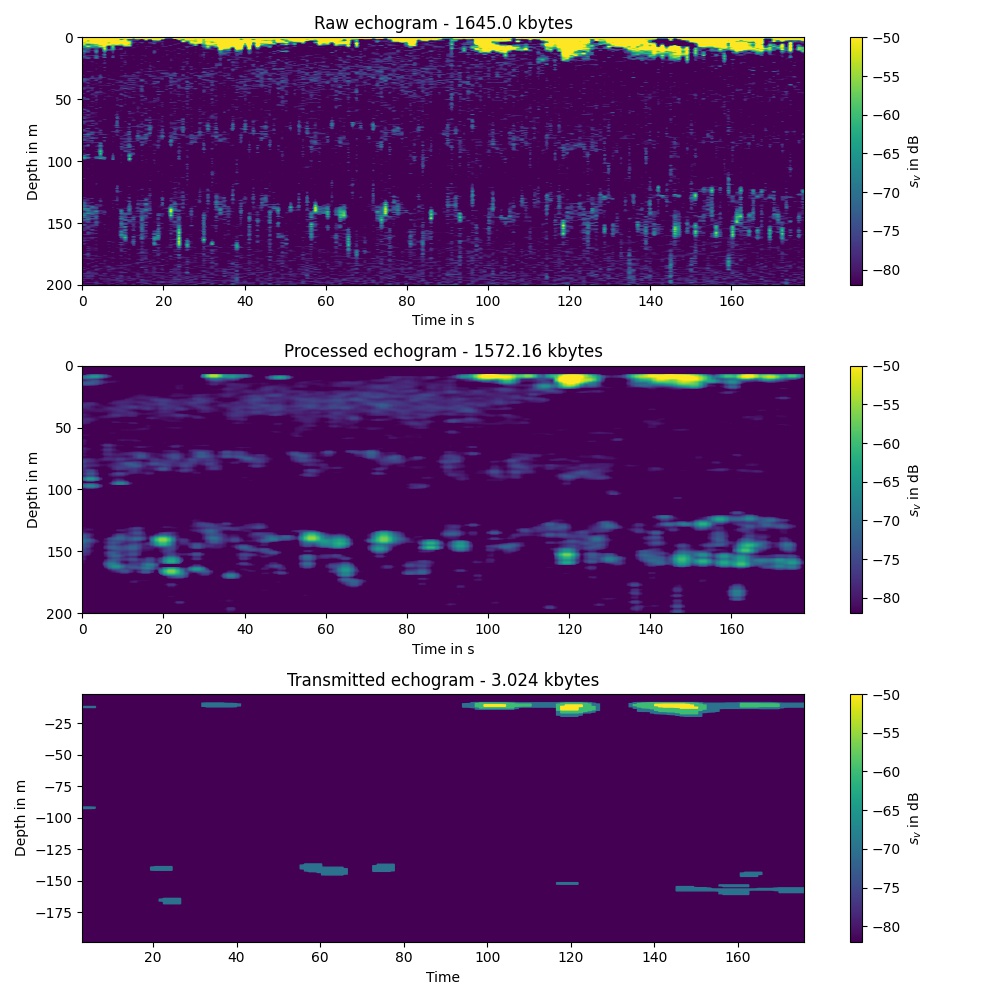 Raw echogram - 1645.0 kbytes
0
50
100
150
200
Depth in m
0 20 40 60 80 100 120 140 160
Time in s
−50
−55
−60
−65
−70
−75
−80
s_v in dB
Processed echogram - 1572.16 kbytes
0
50
100
150
200
Depth in m
0 20 40 60 80 100 120 140 160
Time in s
−50
−55
−60
−65
−70
−75
−80
s_v in dB
Transmitted echogram - 3.024 kbytes
−25
−50
−75
−100
−125
−150
−175
Depth in m
20 40 60 80 100 120 140 160
Time
−50
−55
−60
−65
−70
−75
−80
s_v in dB